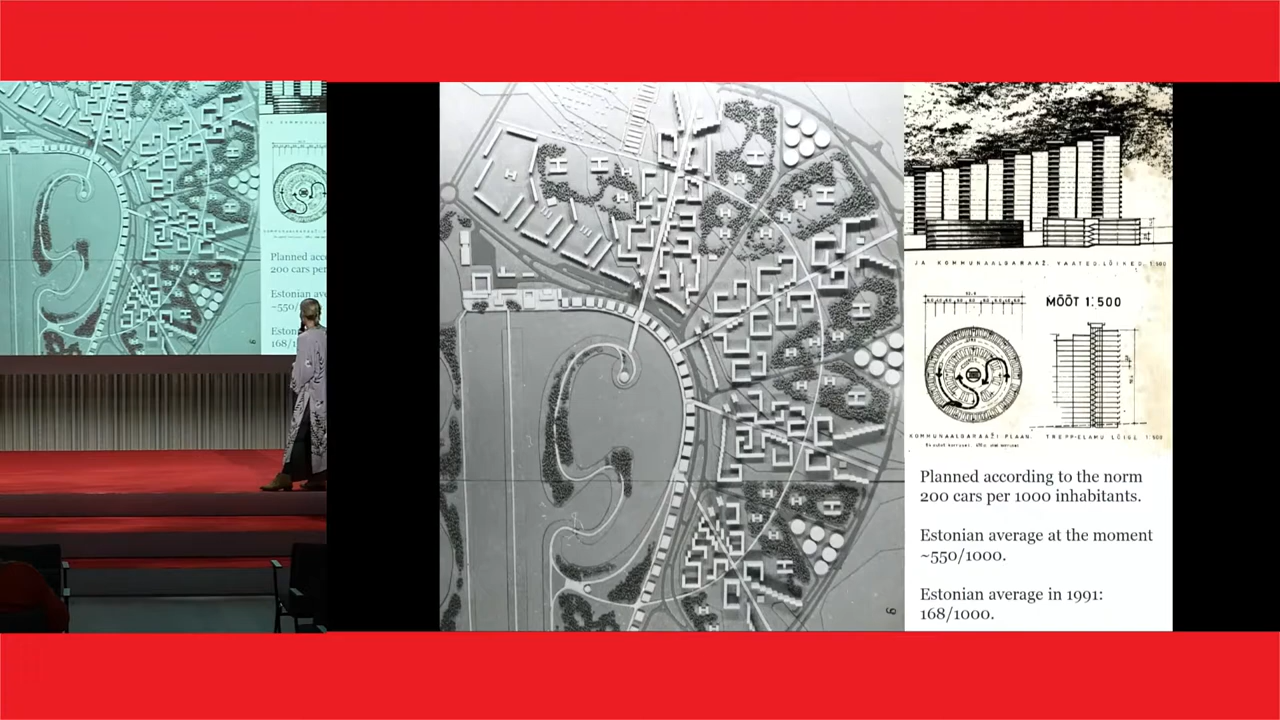 JA KOMMUNAALGARAAŽ. VAATED. LÕIKED. 1:500
MÕÕT 1:500
KOMMUNAALGARAAŽI PLAAN.
TREPP-ELAMU LÕIGE 1:500
Planned according to the norm
200 cars per 1000 inhabitants.
Estonian average at the moment
~550/1000.
Estonian average in 1991:
168/1000.
Planned acc
200 cars per
Estonian ave
~550/
Eston
168/1